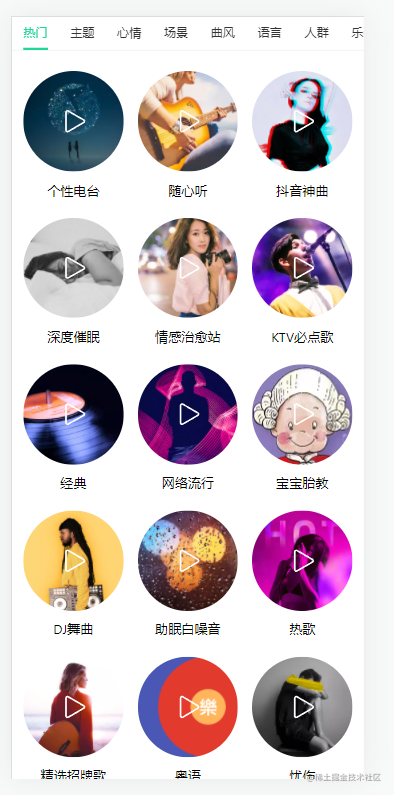 热门 主题 心情 场景 曲风 语言 人群 乐
个性电台 随心听 抖音神曲
深度催眠 情感治愈站 KTV必点歌
经典 网络流行 宝宝胎教
HOT
DJ舞曲 助眠白噪音 热歌
樂
精选招牌歌 粤语 忧伤
@稀土掘金技术社区